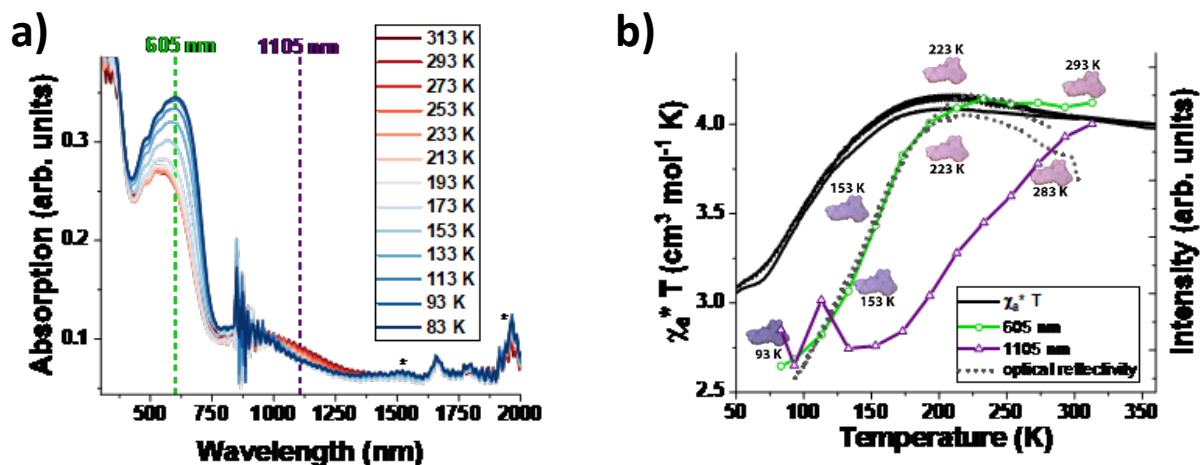 a)
605 nm
1105 nm
313 K
293 K
273 K
253 K
233 K
213 K
193 K
173 K
153 K
133 K
113 K
93 K
83 K
Absorption (arb. units)
0.3
0.2
0.1
*
*
500
750
1000
1250
1500
1750
2000
Wavelength (nm)
b)
223 K
293 K
223 K
283 K
153 K
153 K
93 K
χa* T (cm³ mol-1 K)
4.0
3.5
3.0
2.5
Intensity (arb. units)
χa* T
605 nm
1105 nm
optical reflectivity
50
100
150
200
250
300
350
Temperature (K)